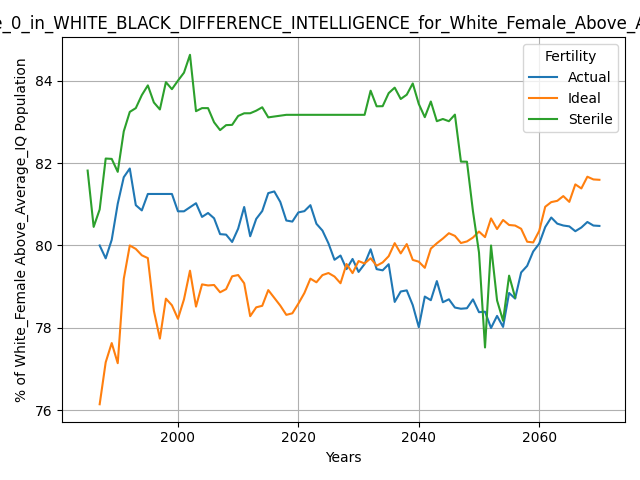 e_0_in_WHITE_BLACK_DIFFERENCE_INTELLIGENCE_for_White_Female_Above_A
% of White_Female Above_Average_IQ Population
84
82
80
78
76
2000
2020
2040
2060
Years
Fertility
Actual
Ideal
Sterile